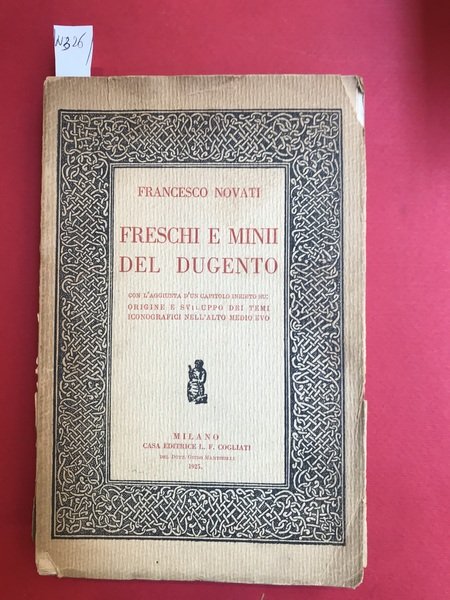 N326
FRANCESCO NOVATI
FRESCHI E MINII
DEL DUGENTO
CON L'AGGIUNTA D'UN CAPITOLO INEDITO SU:
ORIGINE E SVILUPPO DEI TEMI
ICONOGRAFICI NELL'ALTO MEDIO EVO
MILANO
CASA EDITRICE L. F. COGLIATI
DEL DOTT. GUIDO MARTINELLI
1925.